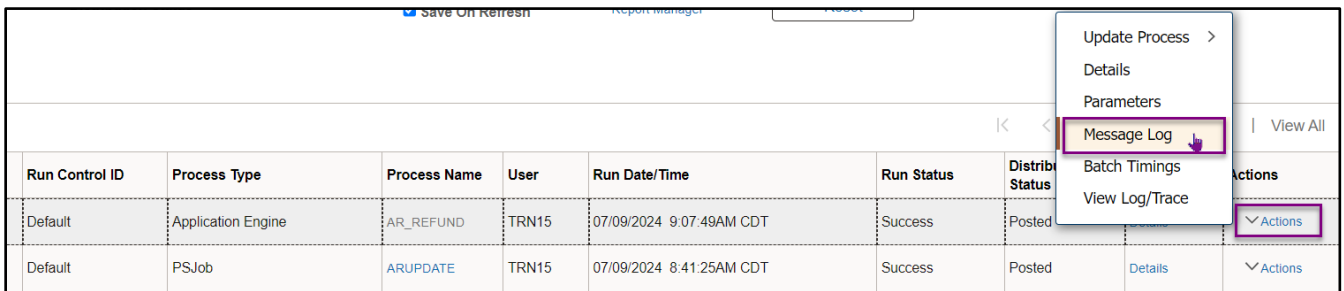 Save On Refresh Report Manager Reset
Update Process >
Details
Parameters
Message Log
Batch Timings
View Log/Trace
| View All
Run Control ID Process Type Process Name User Run Date/Time Run Status Distribu Status Actions
Default Application Engine AR_REFUND TRN15 07/09/2024 9:07:49AM CDT Success Posted Details Actions
Default PSJob ARUPDATE TRN15 07/09/2024 8:41:25AM CDT Success Posted Details Actions